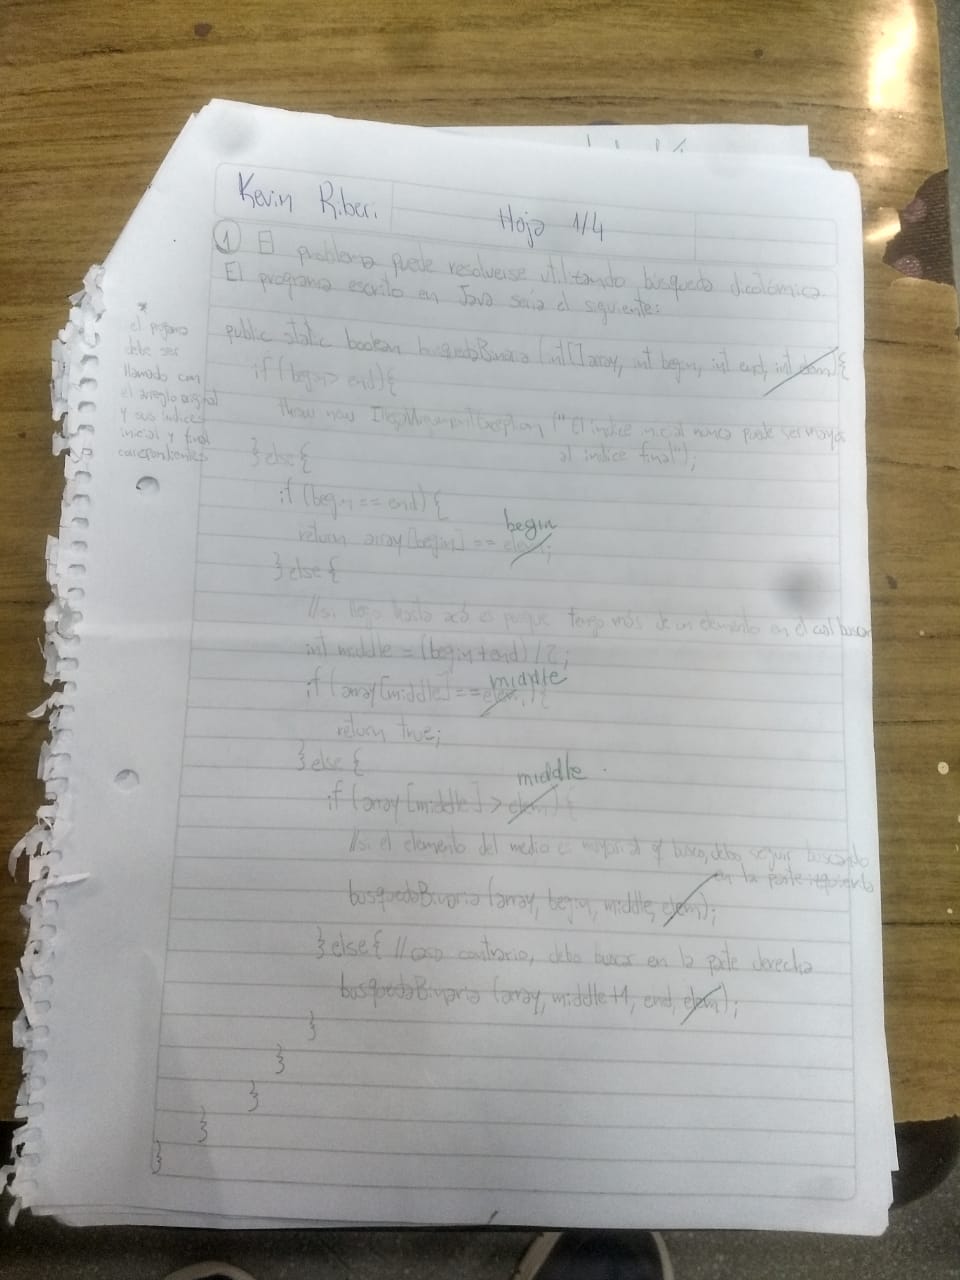 Kevin Riberi.
Hoja 1/4
1 El problema puede resolverse utilizando búsqueda dicotómica
El programa escrito en Java seria el siguiente:
*
el programa
debe ser
llamado con
el arreglo original
y sus indices
inicial y final
correspondientes
public static boolean busquedaBinaria (int[] array, int begin, int end, int elem) {
if (begin > end) {
throw new IllegalArgumentException ("El indice inicial nunca puede ser mayor
al indice final");
} else {
if (begin == end) {
begin
return array[begin] == elem;
} else {
//si llego hasta acá es porque tengo más de un elemento en el cual buscar
int middle = (begin + end) / 2;
middle
if (array[middle] == elem) {
return true;
} else {
middle
if (array [middle] > elem) {
//si el elemento del medio es mayor al q' busco, debo seguir buscando
en la parte izquierda
busquedaBinaria (array, begin, middle, elem);
} else { //caso contrario, debo buscar en la parte derecha
busquedaBinaria (array, middle+1, end, elem);
}
}
}
}
}